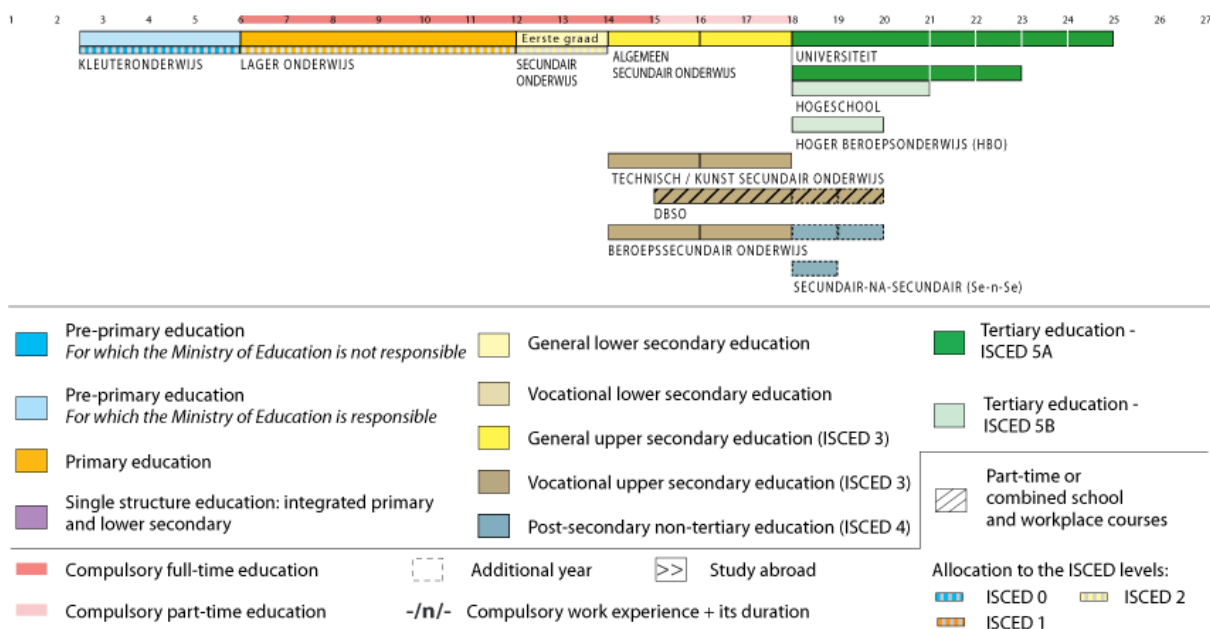 1 2 3 4 5 6 7 8 9 10 11 12 13 14 15 16 17 18 19 20 21 22 23 24 25 26 27
Eerste graad
KLEUTERONDERWIJS
LAGER ONDERWIJS
SECUNDAIR
ONDERWIJS
ALGEMEEN
SECUNDAIR ONDERWIJS
UNIVERSITEIT
HOGESCHOOL
HOGER BEROEPSONDERWIJS (HBO)
TECHNISCH / KUNST SECUNDAIR ONDERWIJS
DBSO
BEROEPSSECUNDAIR ONDERWIJS
SECUNDAIR-NA-SECUNDAIR (Se-n-Se)
Pre-primary education
For which the Ministry of Education is not responsible
Pre-primary education
For which the Ministry of Education is responsible
Primary education
Single structure education: integrated primary
and lower secondary
General lower secondary education
Vocational lower secondary education
General upper secondary education (ISCED 3)
Vocational upper secondary education (ISCED 3)
Post-secondary non-tertiary education (ISCED 4)
Tertiary education -
ISCED 5A
Tertiary education -
ISCED 5B
Part-time or
combined school
and workplace courses
Compulsory full-time education
Compulsory part-time education
Additional year
>> Study abroad
-/n/- Compulsory work experience + its duration
Allocation to the ISCED levels:
ISCED 0 ISCED 2
ISCED 1